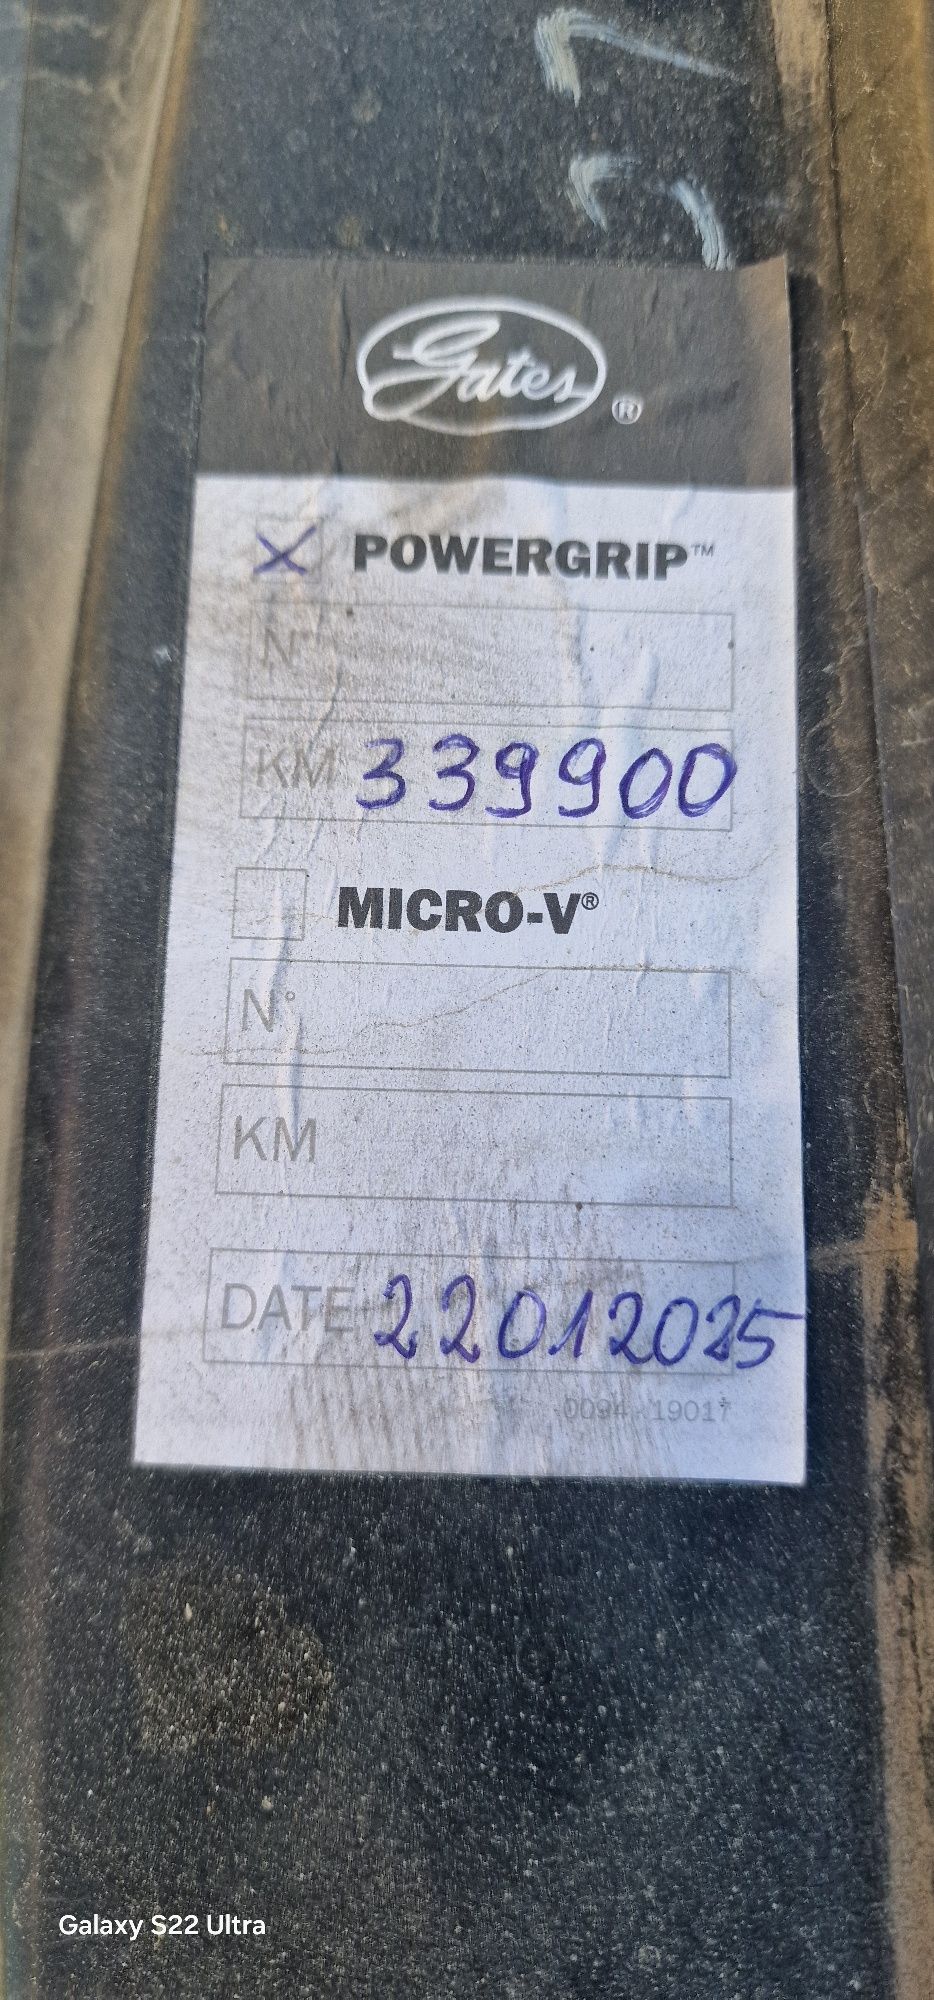 Gates ®
X POWERGRIP™
N°
KM 339900
MICRO-V®
N°
KM
DATE 22012025
0094-19017
Galaxy S22 Ultra